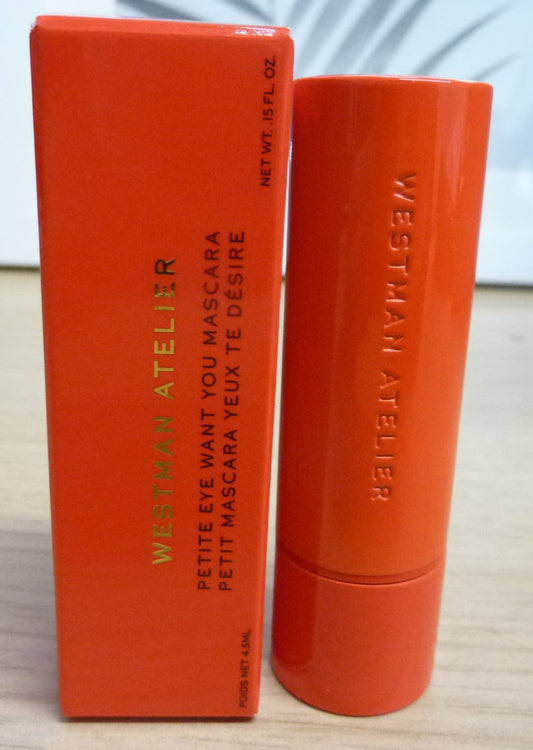 WESTMAN ATELIER
PETITE EYE WANT YOU MASCARA
PETIT MASCARA YEUX TE DÉSIRE
NET WT. .15 FL. OZ.
POIDS NET 4.5ML
WESTMAN ATELIER